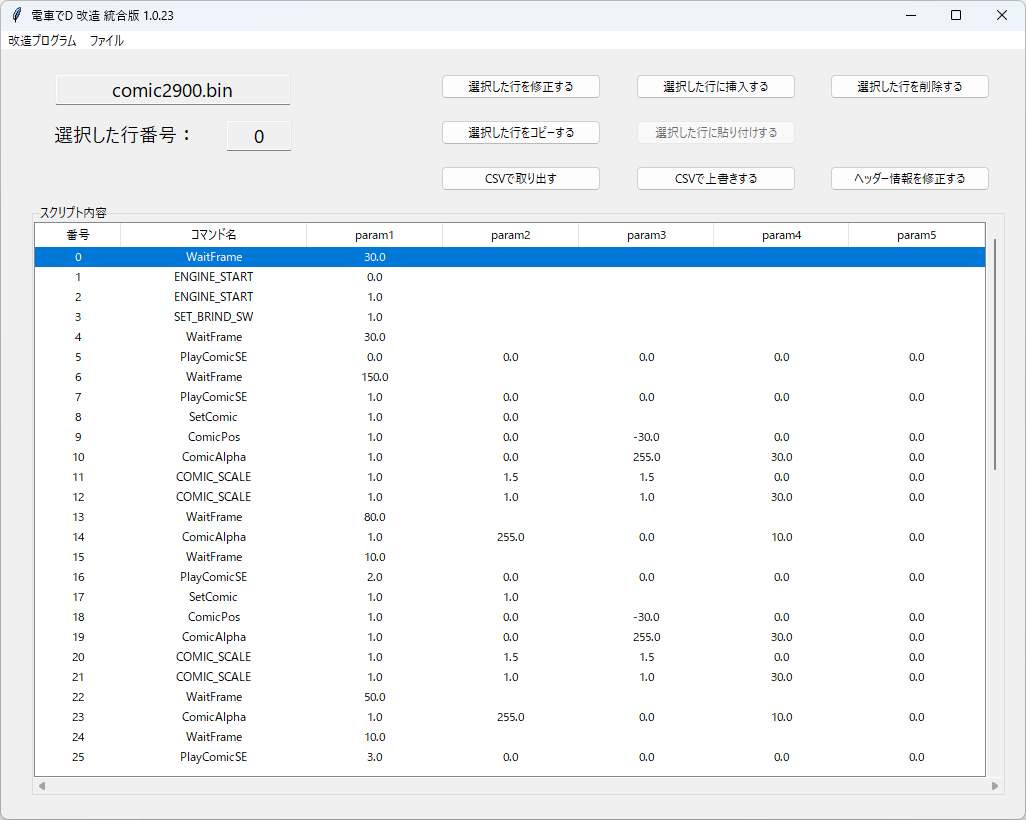 電車でD 改造 統合版 1.0.23
改造プログラム ファイル
comic2900.bin
選択した行を修正する 選択した行に挿入する 選択した行を削除する
選択した行番号： 0
選択した行をコピーする 選択した行に貼り付けする
CSVで取り出す CSVで上書きする ヘッダー情報を修正する
スクリプト内容
番号 コマンド名 param1 param2 param3 param4 param5
0 WaitFrame 30.0
1 ENGINE_START 0.0
2 ENGINE_START 1.0
3 SET_BRIND_SW 1.0
4 WaitFrame 30.0
5 PlayComicSE 0.0 0.0 0.0 0.0 0.0
6 WaitFrame 150.0
7 PlayComicSE 1.0 0.0 0.0 0.0 0.0
8 SetComic 1.0 0.0
9 ComicPos 1.0 0.0 -30.0 0.0 0.0
10 ComicAlpha 1.0 0.0 255.0 30.0 0.0
11 COMIC_SCALE 1.0 1.5 1.5 0.0 0.0
12 COMIC_SCALE 1.0 1.0 1.0 30.0 0.0
13 WaitFrame 80.0
14 ComicAlpha 1.0 255.0 0.0 10.0 0.0
15 WaitFrame 10.0
16 PlayComicSE 2.0 0.0 0.0 0.0 0.0
17 SetComic 1.0 1.0
18 ComicPos 1.0 0.0 -30.0 0.0 0.0
19 ComicAlpha 1.0 0.0 255.0 30.0 0.0
20 COMIC_SCALE 1.0 1.5 1.5 0.0 0.0
21 COMIC_SCALE 1.0 1.0 1.0 30.0 0.0
22 WaitFrame 50.0
23 ComicAlpha 1.0 255.0 0.0 10.0 0.0
24 WaitFrame 10.0
25 PlayComicSE 3.0 0.0 0.0 0.0 0.0